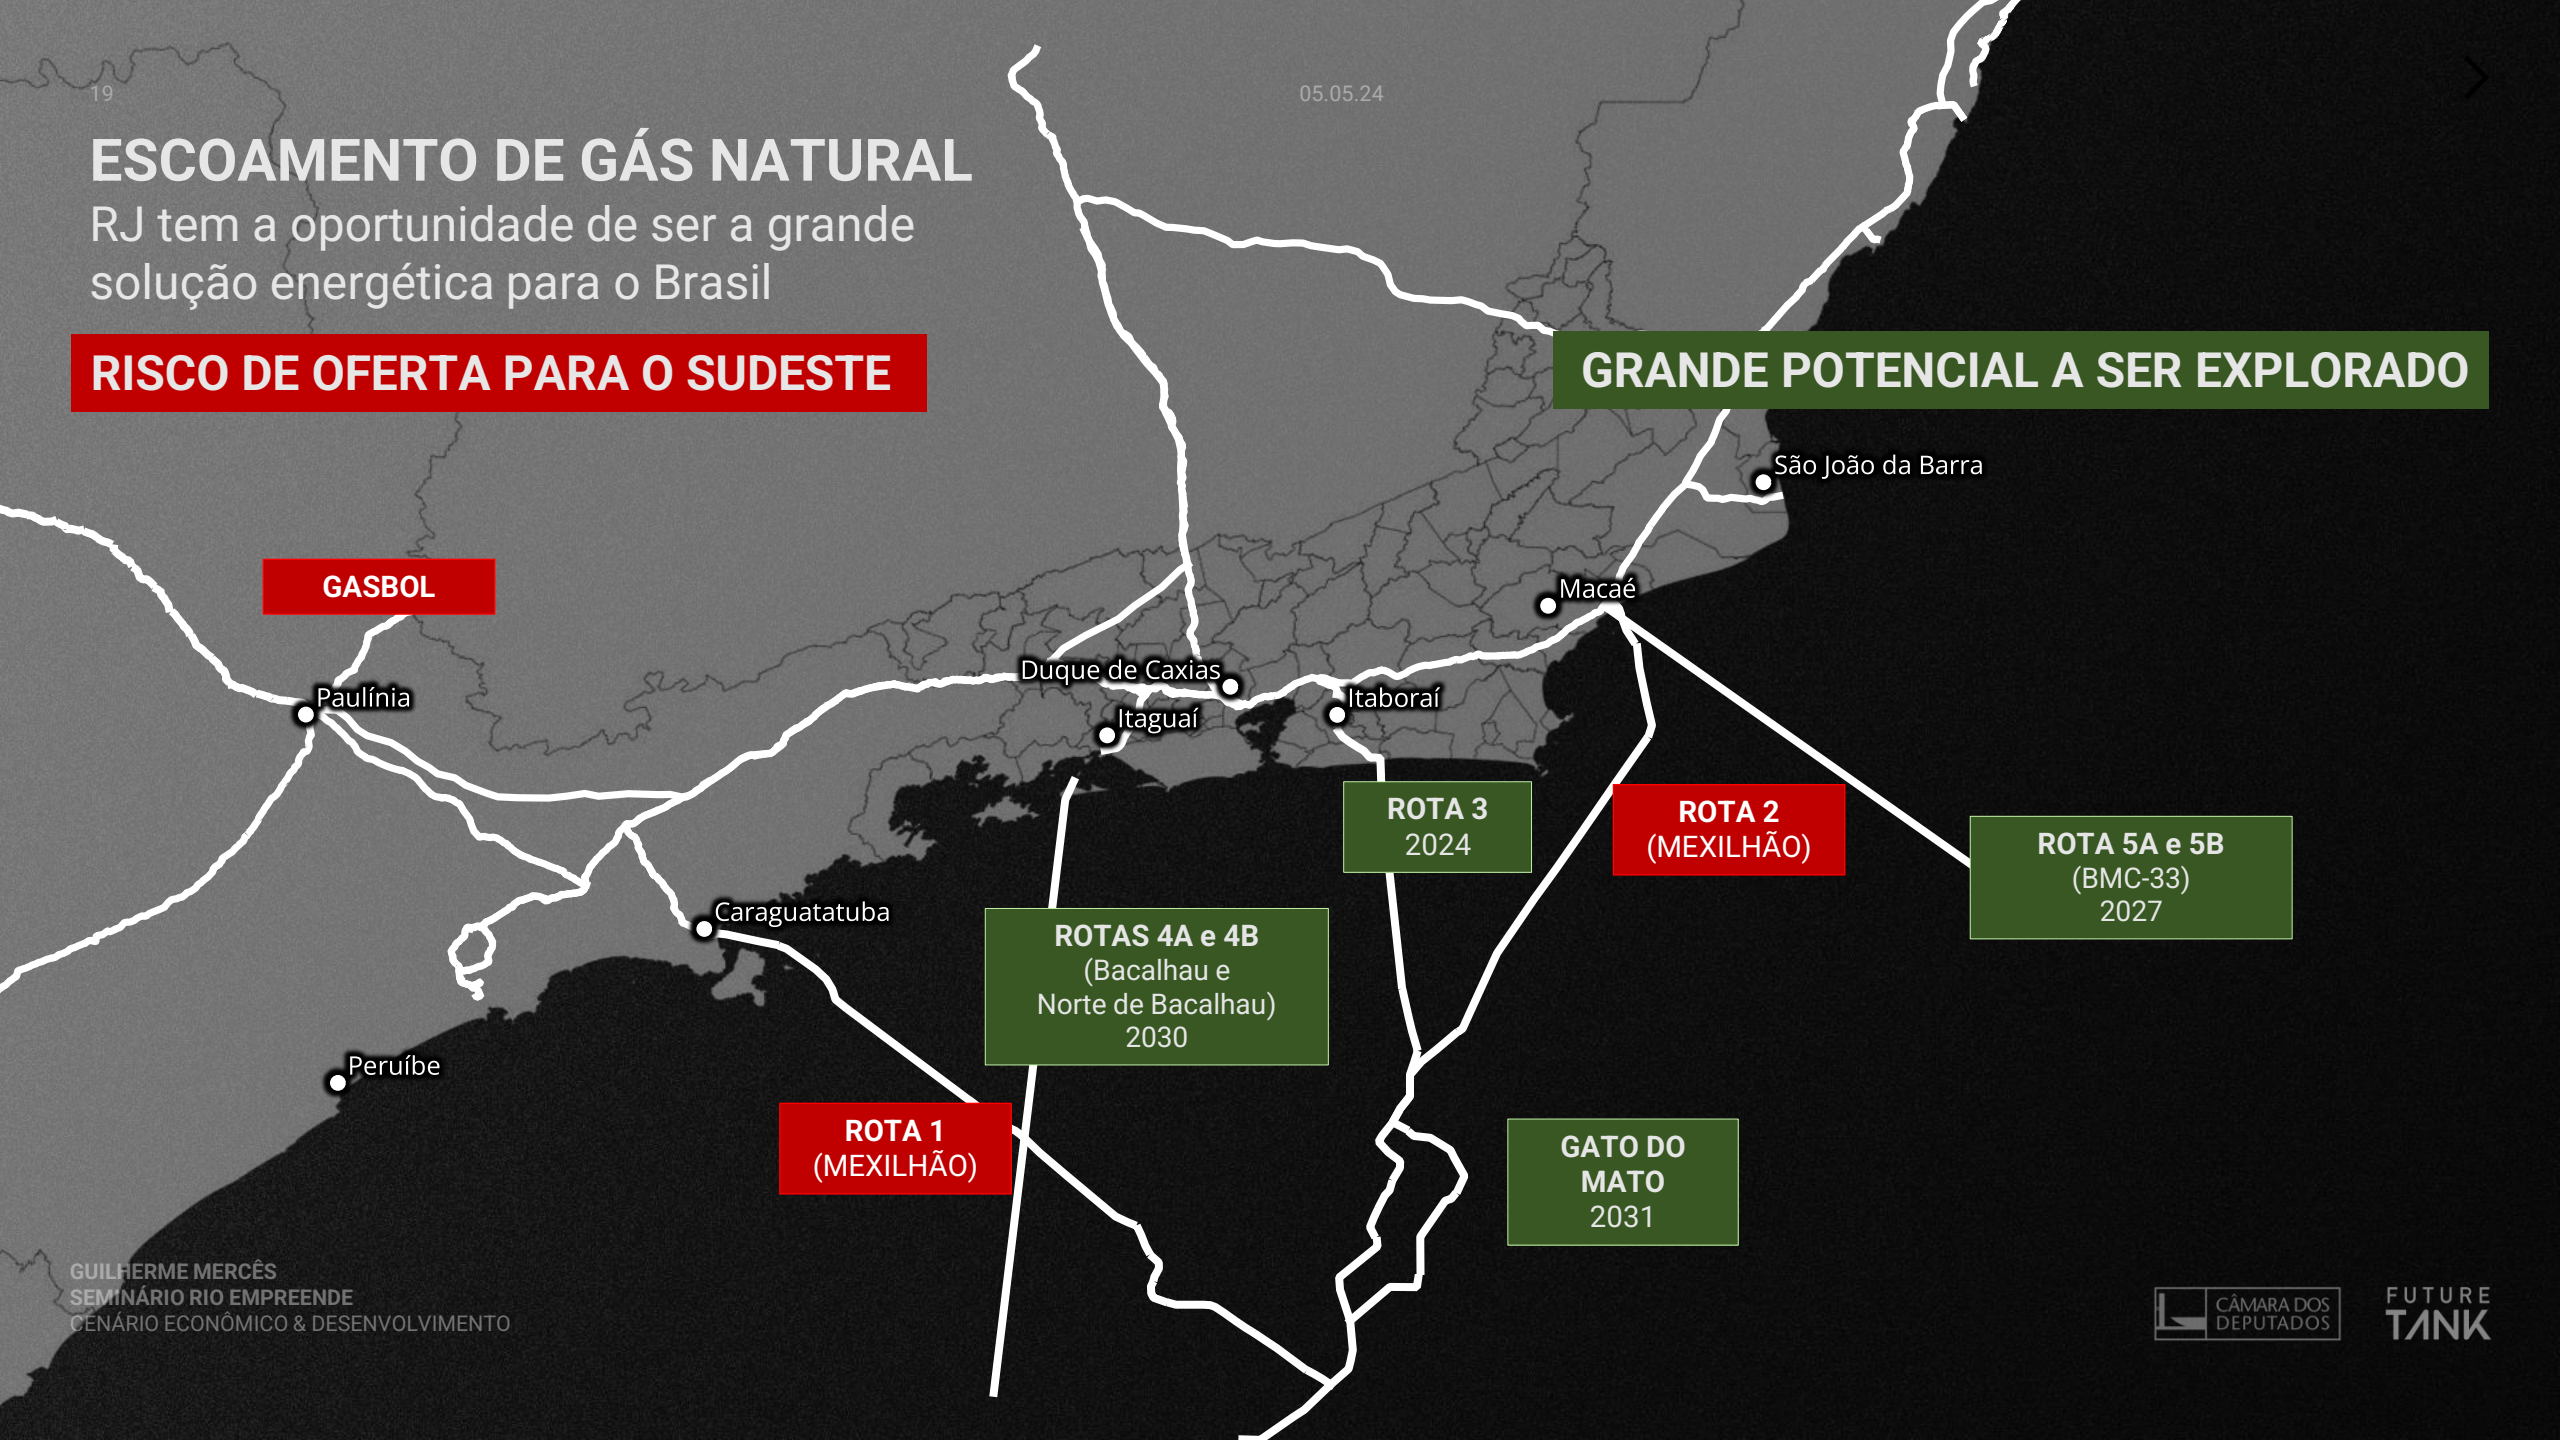 19
05.05.24
ESCOAMENTO DE GÁS NATURAL
RJ tem a oportunidade de ser a grande
solução energética para o Brasil
RISCO DE OFERTA PARA O SUDESTE
GRANDE POTENCIAL A SER EXPLORADO
São João da Barra
GASBOL
Macaé
Duque de Caxias
Paulínia
Itaboraí
Itaguaí
ROTA 3
2024
ROTA 2
(MEXILHÃO)
ROTA 5A e 5B
(BMC-33)
2027
Caraguatatuba
ROTAS 4A e 4B
(Bacalhau e
Norte de Bacalhau)
2030
Peruíbe
ROTA 1
(MEXILHÃO)
GATO DO
MATO
2031
GUILHERME MERCÊS
SEMINÁRIO RIO EMPREENDE
CENÁRIO ECONÔMICO & DESENVOLVIMENTO
CÂMARA DOS
DEPUTADOS
FUTURE
TANK